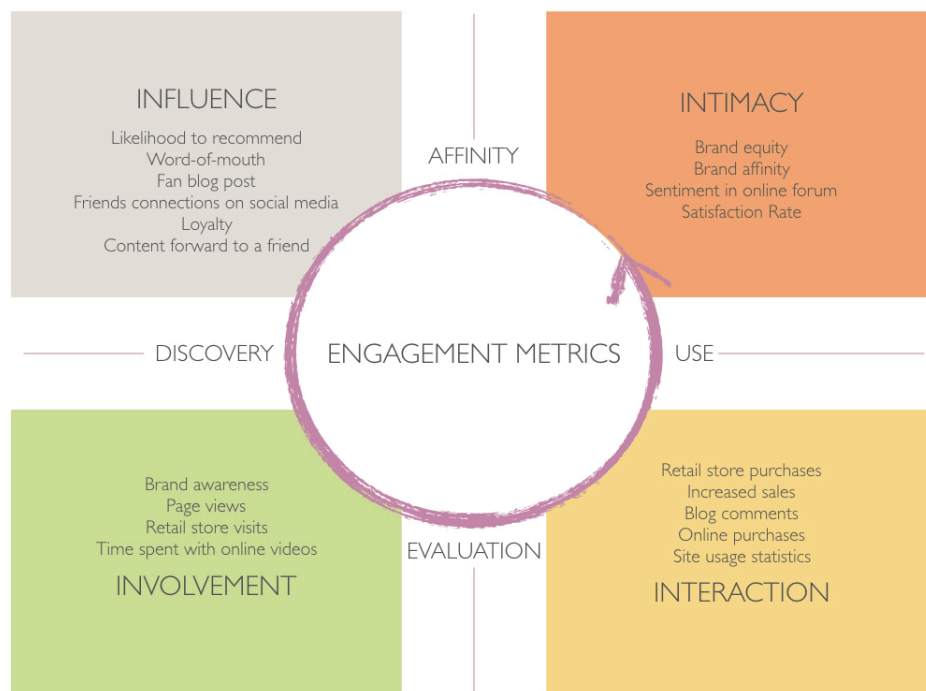 INFLUENCE
Likelihood to recommend
Word-of-mouth
Fan blog post
Friends connections on social media
Loyalty
Content forward to a friend
INTIMACY
Brand equity
Brand affinity
Sentiment in online forum
Satisfaction Rate
AFFINITY
DISCOVERY
ENGAGEMENT METRICS
USE
EVALUATION
Brand awareness
Page views
Retail store visits
Time spent with online videos
INVOLVEMENT
Retail store purchases
Increased sales
Blog comments
Online purchases
Site usage statistics
INTERACTION